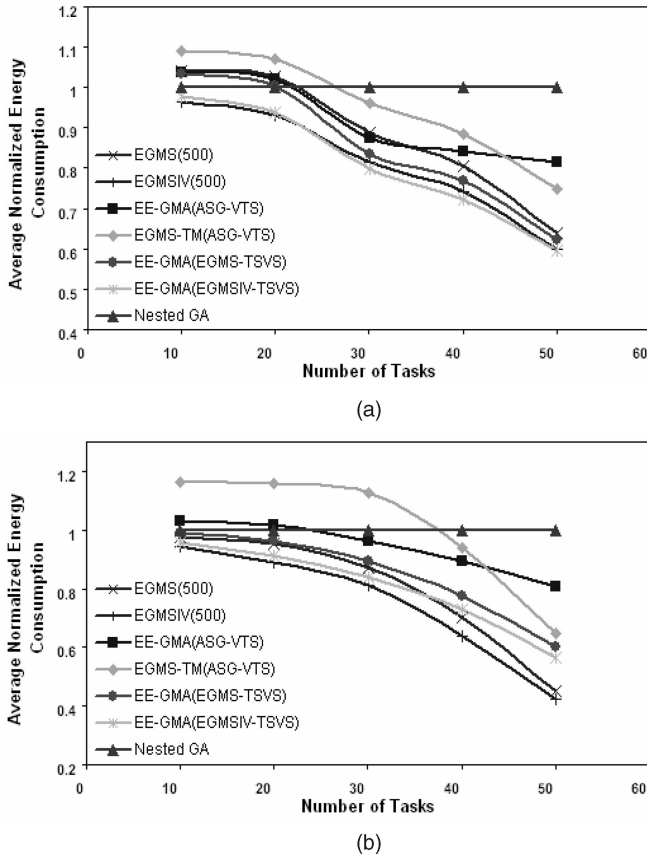 1.2
1.1
1
0.9
0.8
0.7
0.6
0.5
0.4
Average Normalized Energy
Consumption
EGMS(500)
EGMSIV(500)
EE-GMA(ASG-VTS)
EGMS-TM(ASG-VTS)
EE-GMA(EGMS-TSVS)
EE-GMA(EGMSIV-TSVS)
Nested GA
0 10 20 30 40 50 60
Number of Tasks
(a)
1.2
1
0.8
0.6
0.4
0.2
Average Normalized Energy
Consumption
EGMS(500)
EGMSIV(500)
EE-GMA(ASG-VTS)
EGMS-TM(ASG-VTS)
EE-GMA(EGMS-TSVS)
EE-GMA(EGMSIV-TSVS)
Nested GA
0 10 20 30 40 50 60
Number of Tasks
(b)